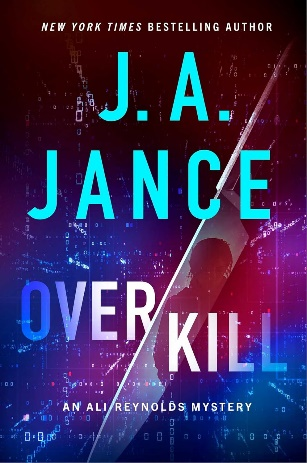 NEW YORK TIMES BESTSELLING AUTHOR
J. A.
JANCE
OVER
KILL
AN ALI REYNOLDS MYSTERY